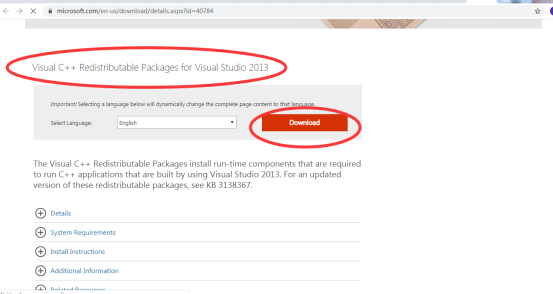 microsoft.com/en-us/download/details.aspx?id=40784
Visual C++ Redistributable Packages for Visual Studio 2013
Important! Selecting a language below will dynamically change the complete page content to that language.
Select Language: English Download
The Visual C++ Redistributable Packages install run-time components that are required
to run C++ applications that are built by using Visual Studio 2013. For an updated
version of these redistributable packages, see KB 3138367.
Details
System Requirements
Install Instructions
Additional Information
Related Resources